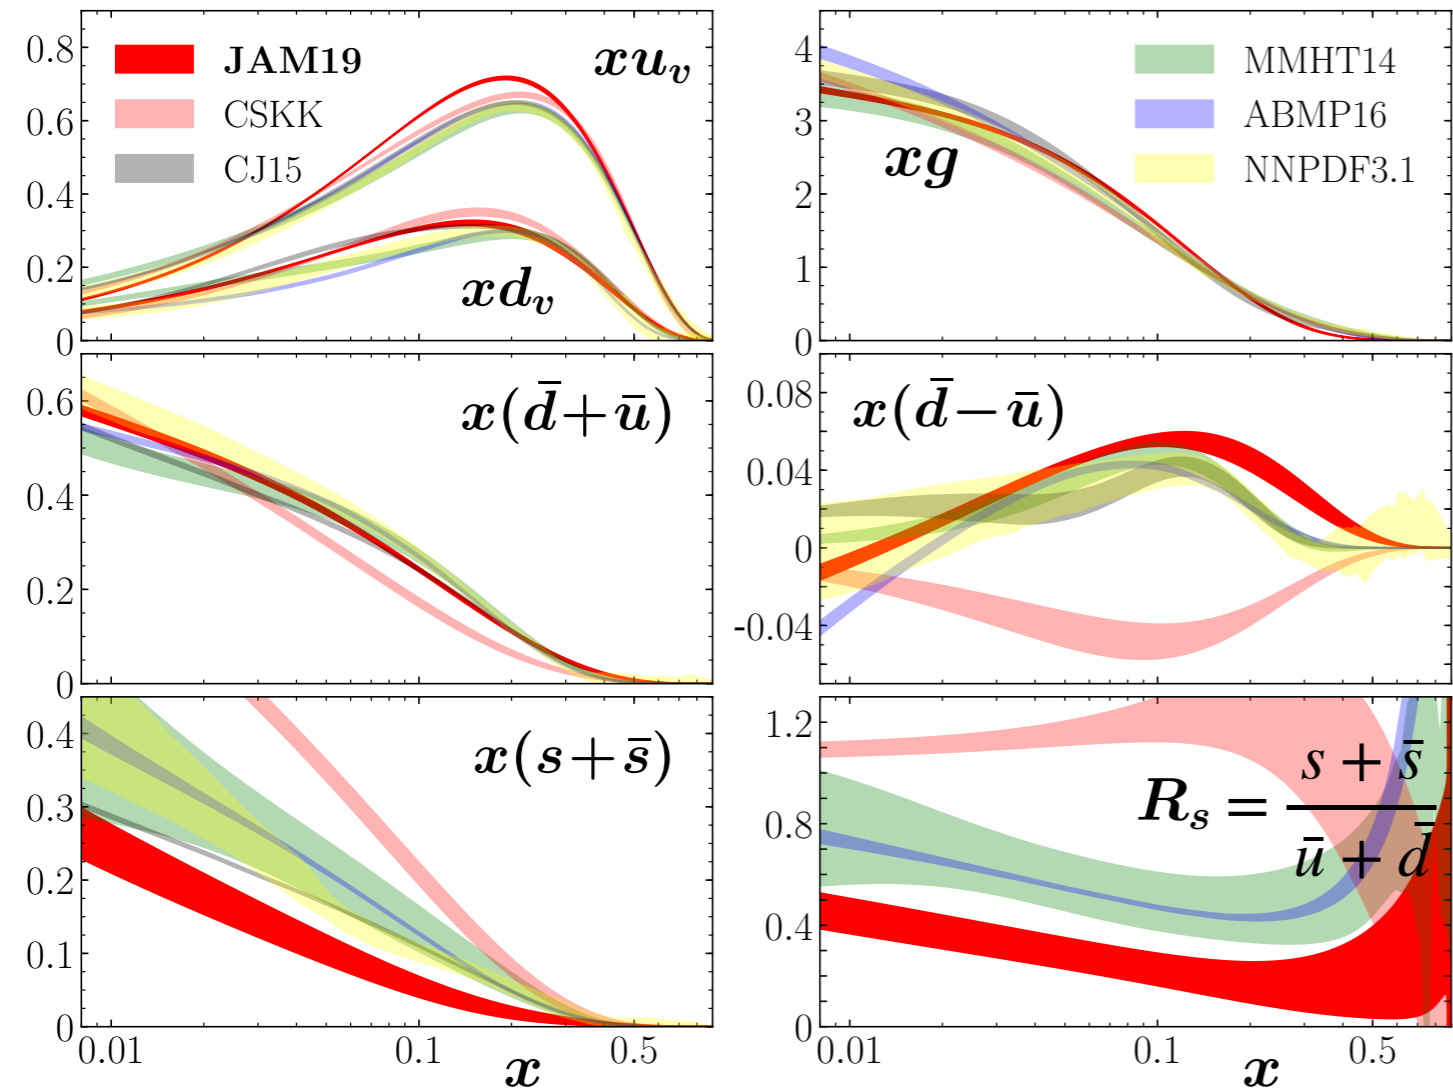 0.8
0.6
0.4
0.2
0
JAM19
CSKK
CJ15
xu_v
xd_v
4
3
2
1
0
xg
MMHT14
ABMP16
NNPDF3.1
0.6
0.4
0.2
0
x(d̄+ū)
0.08
0.04
0
-0.04
x(d̄−ū)
0.4
0.3
0.2
0.1
0
x(s+s̄)
0.01 0.1 0.5
x
1.2
0.8
0.4
0
R_s = (s + s̄)/(ū + d̄)
0.01 0.1 0.5
x